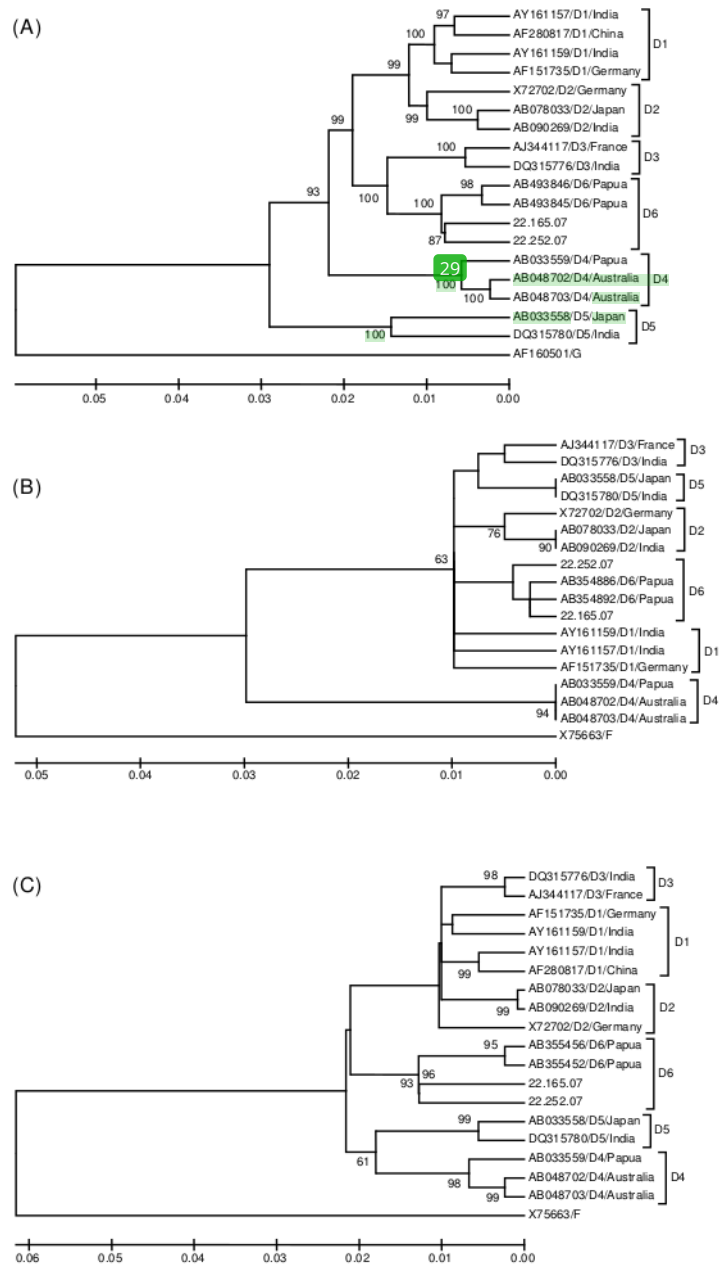 (A)
97
AY161157/D1/India
100
AF280817/D1/China
D1
AY161159/D1/India
99
AF151735/D1/Germany
X72702/D2/Germany
100
AB078033/D2/Japan
D2
99
99
AB090269/D2/India
100
AJ344117/D3/France
D3
DQ315776/D3/India
93
100
98
AB493846/D6/Papua
100
AB493845/D6/Papua
D6
22.165.07
87
22.252.07
29
AB033559/D4/Papua
100
AB048702/D4/Australia
D4
100
AB048703/D4/Australia
AB033558/D5/Japan
D5
100
DQ315780/D5/India
AF160501/G
0.05 0.04 0.03 0.02 0.01 0.00
(B)
AJ344117/D3/France
D3
DQ315776/D3/India
AB033558/D5/Japan
D5
DQ315780/D5/India
X72702/D2/Germany
76
AB078033/D2/Japan
D2
90
AB090269/D2/India
63
22.252.07
AB354886/D6/Papua
D6
AB354892/D6/Papua
22.165.07
AY161159/D1/India
AY161157/D1/India
D1
AF151735/D1/Germany
AB033559/D4/Papua
AB048702/D4/Australia
D4
94
AB048703/D4/Australia
X75663/F
0.05 0.04 0.03 0.02 0.01 0.00
(C)
98
DQ315776/D3/India
D3
AJ344117/D3/France
AF151735/D1/Germany
AY161159/D1/India
D1
AY161157/D1/India
99
AF280817/D1/China
AB078033/D2/Japan
99
AB090269/D2/India
D2
X72702/D2/Germany
95
AB355456/D6/Papua
96
AB355452/D6/Papua
D6
93
22.165.07
22.252.07
99
AB033558/D5/Japan
D5
DQ315780/D5/India
61
AB033559/D4/Papua
98
AB048702/D4/Australia
D4
99
AB048703/D4/Australia
X75663/F
0.06 0.05 0.04 0.03 0.02 0.01 0.00